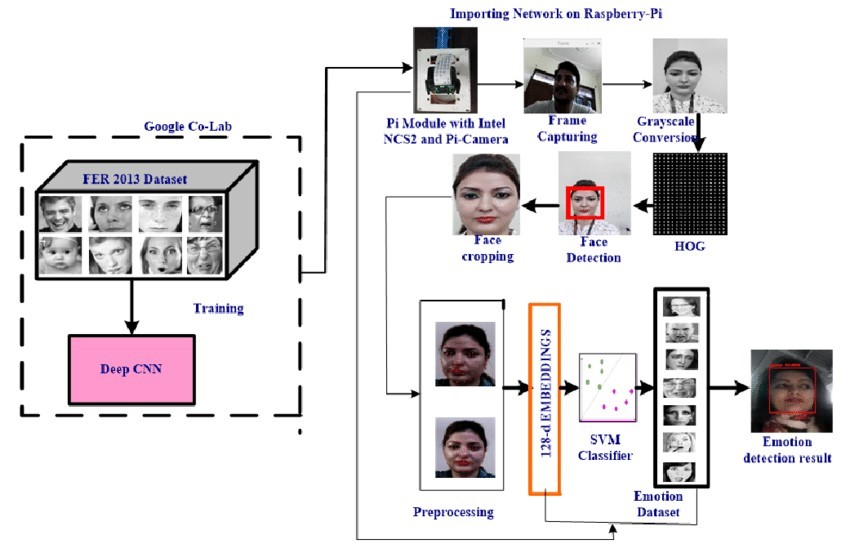 Importing Network on Raspberry-Pi
Google Co-Lab
FER 2013 Dataset
Training
Deep CNN
Pi Module with Intel
NCS2 and Pi-Camera
Frame
Capturing
Grayscale
Conversion
Face
cropping
Face
Detection
HOG
Preprocessing
128-d EMBEDDINGS
SVM
Classifier
Emotion
Dataset
Emotion
detection result